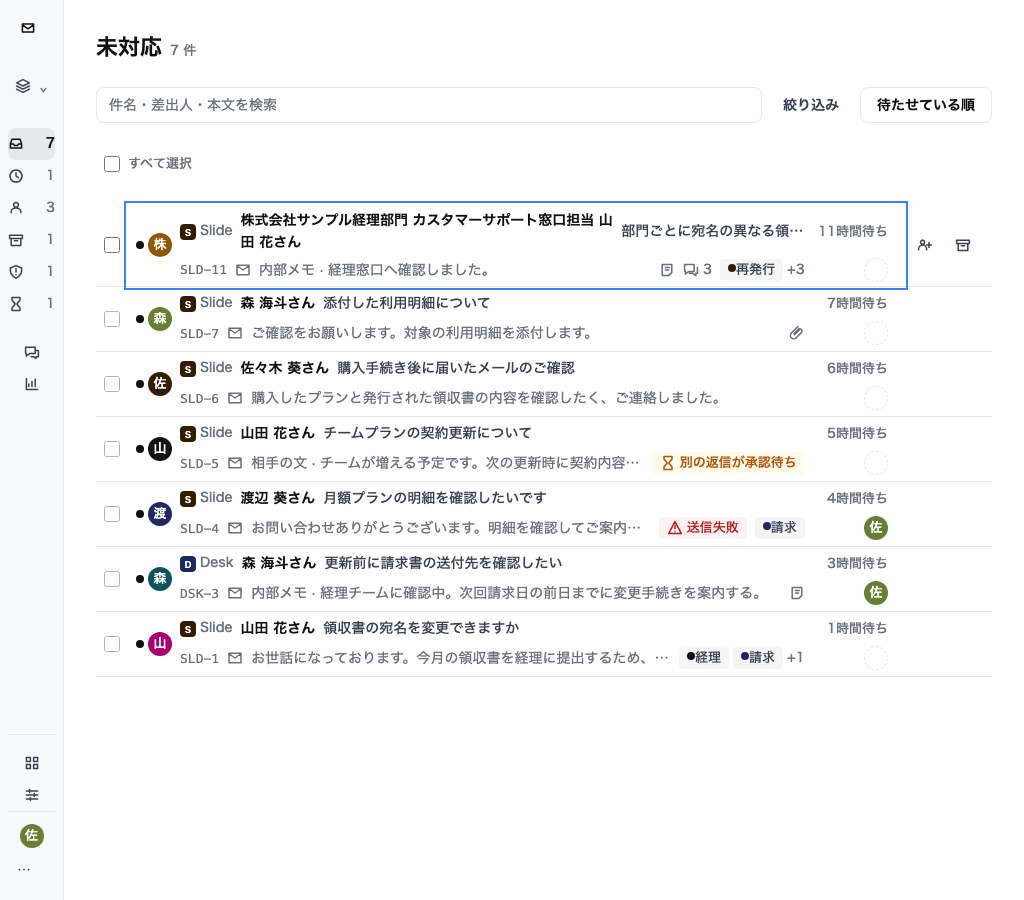 未対応 7 件
件名・差出人・本文を検索
絞り込み
待たせている順
7
1
3
1
1
1
すべて選択
株 S Slide 株式会社サンプル経理部門 カスタマーサポート窓口担当 山
田 花さん
部門ごとに宛名の異なる領… 11時間待ち
SLD-11 内部メモ · 経理窓口へ確認しました。 3 再発行 +3
森 S Slide 森 海斗さん 添付した利用明細について 7時間待ち
SLD-7 ご確認をお願いします。対象の利用明細を添付します。
佐 S Slide 佐々木 葵さん 購入手続き後に届いたメールのご確認 6時間待ち
SLD-6 購入したプランと発行された領収書の内容を確認したく、ご連絡しました。
山 S Slide 山田 花さん チームプランの契約更新について 5時間待ち
SLD-5 相手の文 · チームが増える予定です。次の更新時に契約内容… 別の返信が承認待ち
渡 S Slide 渡辺 葵さん 月額プランの明細を確認したいです 4時間待ち
SLD-4 お問い合わせありがとうございます。明細を確認してご案内… 送信失敗 請求 佐
森 D Desk 森 海斗さん 更新前に請求書の送付先を確認したい 3時間待ち
DSK-3 内部メモ · 経理チームに確認中。次回請求日の前日までに変更手続きを案内する。 佐
山 S Slide 山田 花さん 領収書の宛名を変更できますか 1時間待ち
SLD-1 お世話になっております。今月の領収書を経理に提出するため、… 経理 請求 +1
佐
…